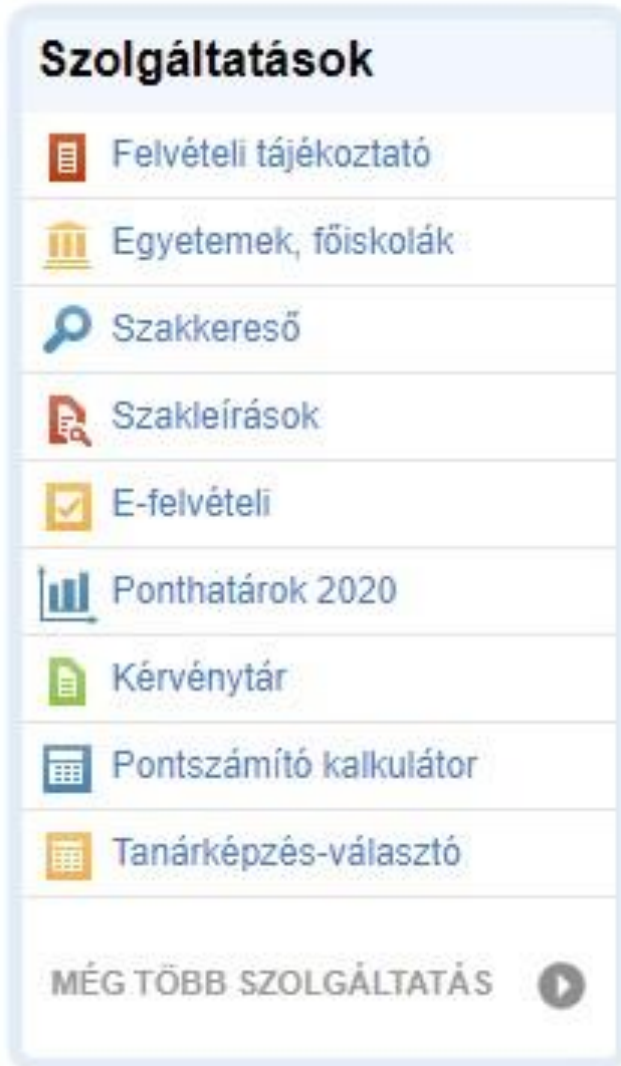 Szolgáltatások
Felvételi tájékoztató
Egyetemek, főiskolák
Szakkereső
Szakleírások
E-felvételi
Ponthatárok 2020
Kérvénytár
Pontszámító kalkulátor
Tanárképzés-választó
MÉG TÖBB SZOLGÁLTATÁS